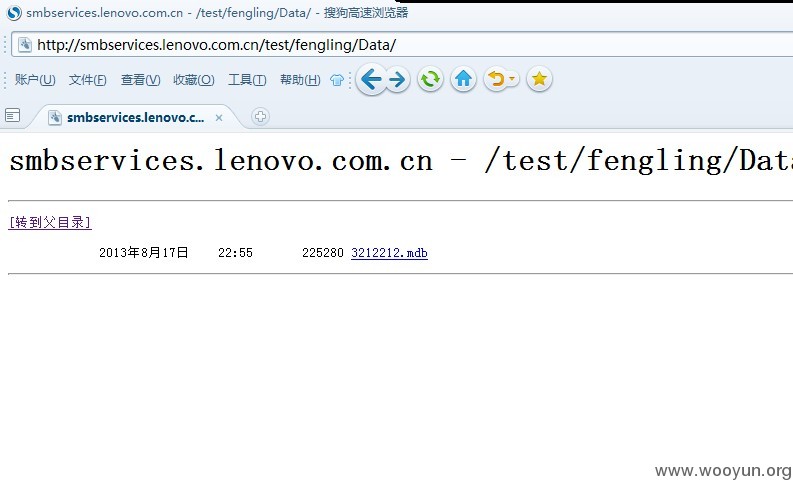 smbservices.lenovo.com.cn - /test/fengling/Data/ - 搜狗高速浏览器
http://smbservices.lenovo.com.cn/test/fengling/Data/
账户(U) 文件(F) 查看(V) 收藏(O) 工具(T) 帮助(H)
smbservices.lenovo.c...
smbservices.lenovo.com.cn - /test/fengling/Data
[转到父目录]
2013年8月17日 22:55 225280 3212212.mdb
www.wooyun.org